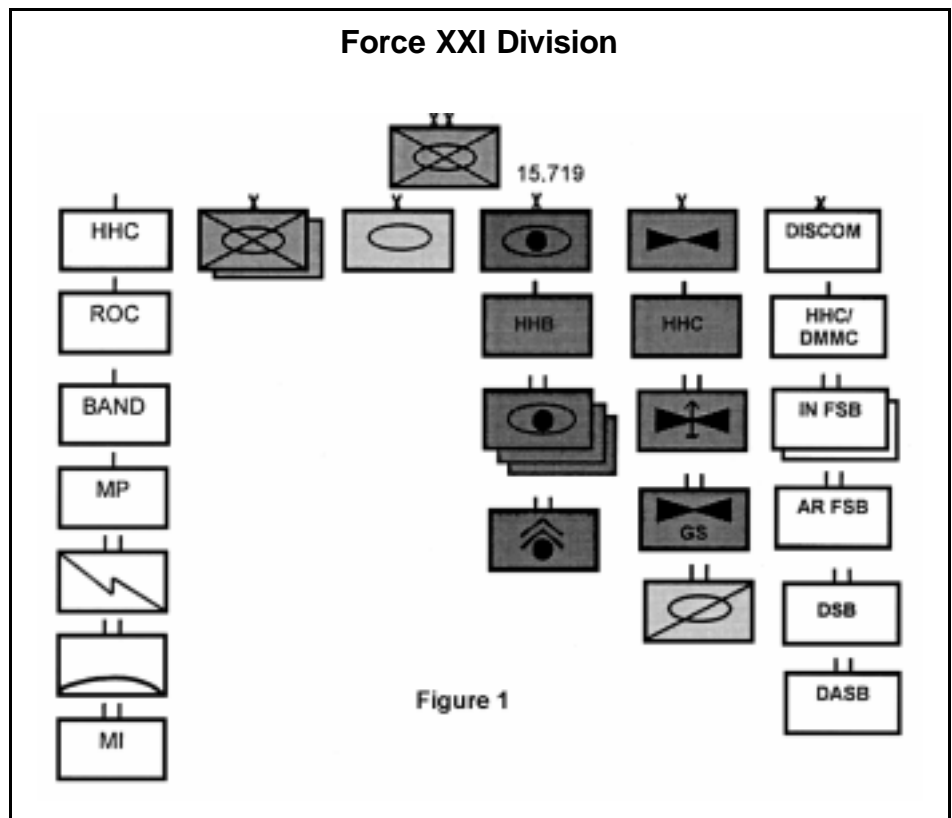 Force XXI Division
15,719
HHC
DISCOM
ROC
HHB
HHC
HHC/
DMMC
BAND
IN FSB
MP
GS
AR FSB
DSB
DASB
MI
Figure 1